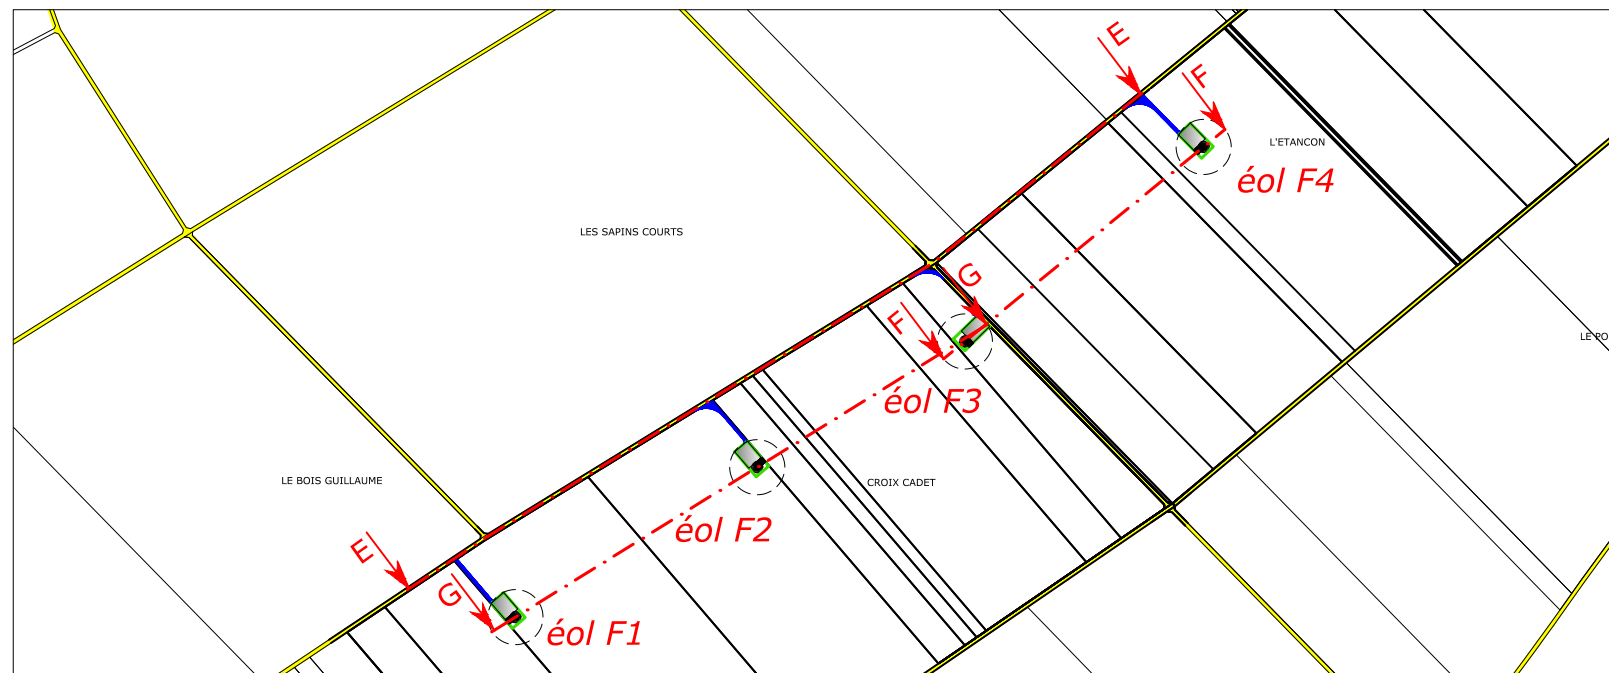 E
F
L'ETANCON
éol F4
LES SAPINS COURTS
G
F
LE PO
éol F3
LE BOIS GUILLAUME
CROIX CADET
éol F2
E
G
éol F1